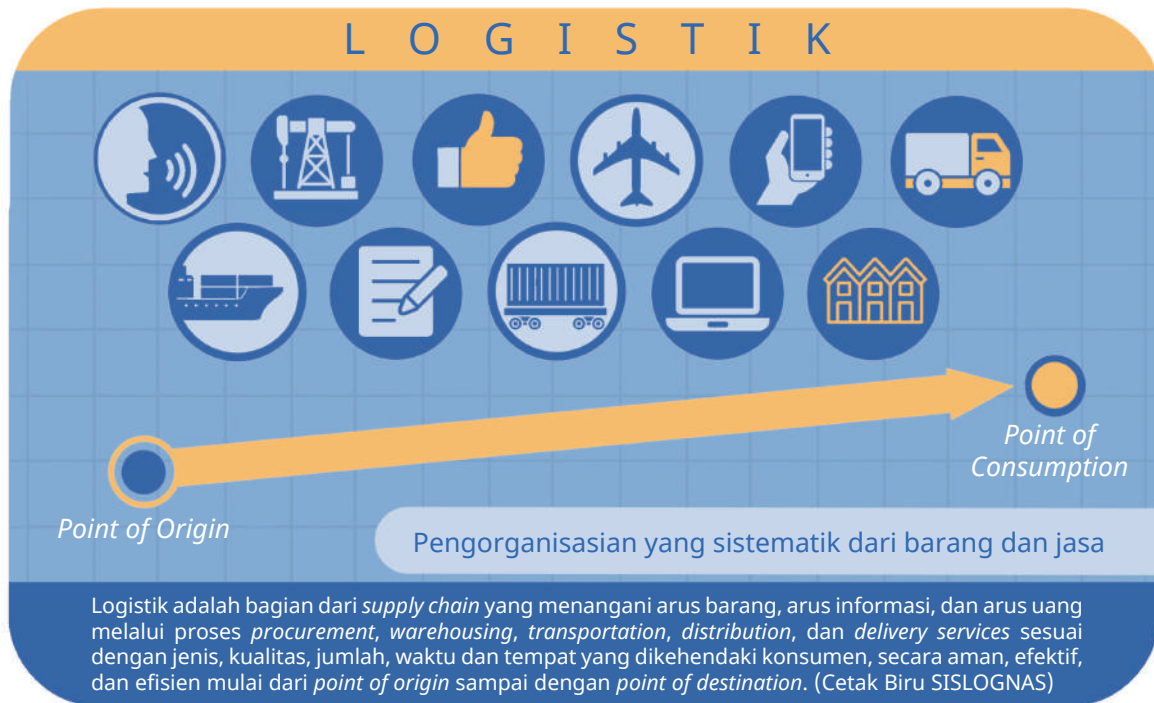 L O G I S T I K
Point of
Consumption
Point of Origin
Pengorganisasian yang sistematik dari barang dan jasa
Logistik adalah bagian dari supply chain yang menangani arus barang, arus informasi, dan arus uang
melalui proses procurement, warehousing, transportation, distribution, dan delivery services sesuai
dengan jenis, kualitas, jumlah, waktu dan tempat yang dikehendaki konsumen, secara aman, efektif,
dan efisien mulai dari point of origin sampai dengan point of destination. (Cetak Biru SISLOGNAS)